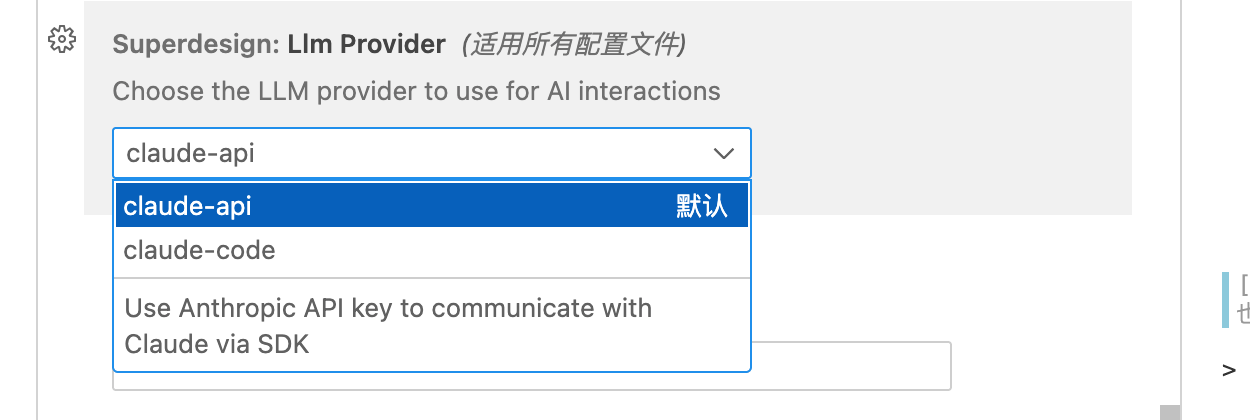 Superdesign: Llm Provider (适用所有配置文件)
Choose the LLM provider to use for AI interactions
claude-api
claude-api 默认
claude-code
Use Anthropic API key to communicate with
Claude via SDK
[
>